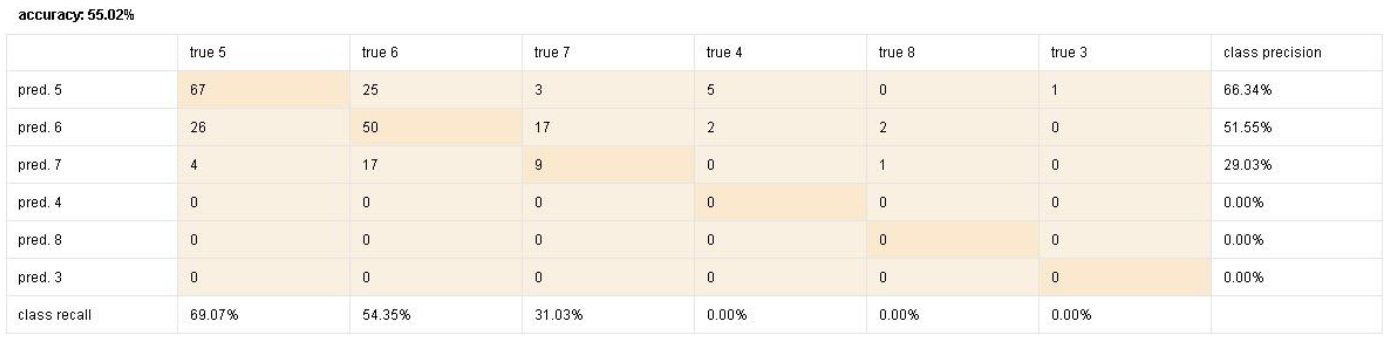 accuracy: 55.02%
true 5 true 6 true 7 true 4 true 8 true 3 class precision
pred. 5 67 25 3 5 0 1 66.34%
pred. 6 26 50 17 2 2 0 51.55%
pred. 7 4 17 9 0 1 0 29.03%
pred. 4 0 0 0 0 0 0 0.00%
pred. 8 0 0 0 0 0 0 0.00%
pred. 3 0 0 0 0 0 0 0.00%
class recall 69.07% 54.35% 31.03% 0.00% 0.00% 0.00%